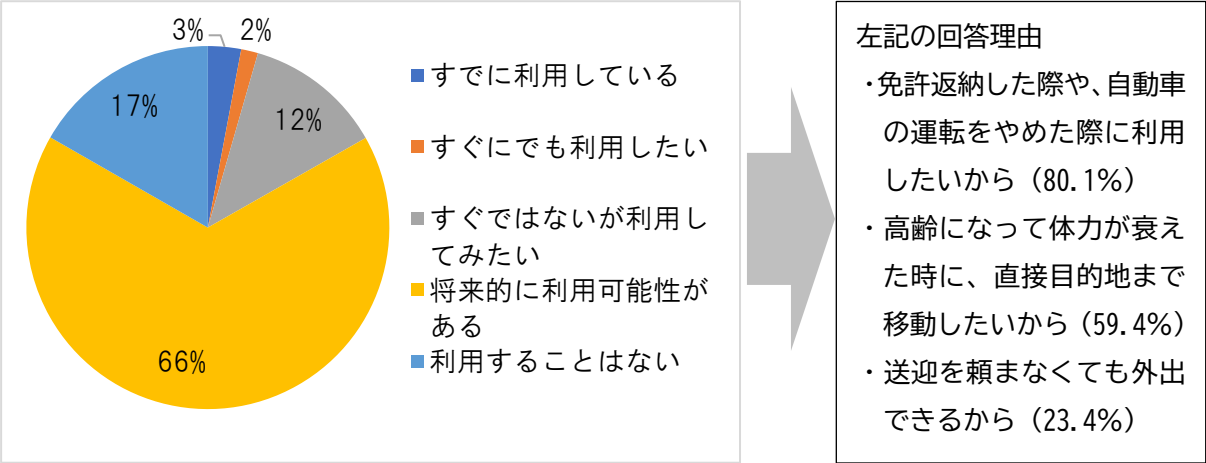 3%
2%
12%
17%
66%
すでに利用している
すぐにでも利用したい
すぐではないが利用し
てみたい
将来的に利用可能性が
ある
利用することはない
左記の回答理由
・免許返納した際や、自動車
の運転をやめた際に利用
したいから（80.1％）
・高齢になって体力が衰え
た時に、直接目的地まで
移動したいから（59.4％）
・送迎を頼まなくても外出
できるから（23.4％）